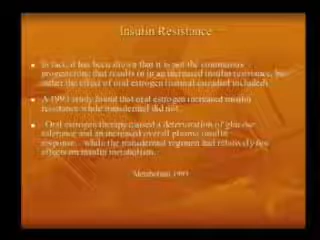 Insulin Resistance
In fact, it has been shown that it is not the
progesterone that results in an increased insulin resistance,
rather the effect of oral estrogen
A 1993 study found that oral estrogen increased insulin
resistance while transdermal did not.
Oral estrogen therapy caused a deterioration of glucose
tolerance and an increased overall plasma insulin
response... while the transdermal regimen had relatively few
effects on insulin metabolism.
Metabolism 1993